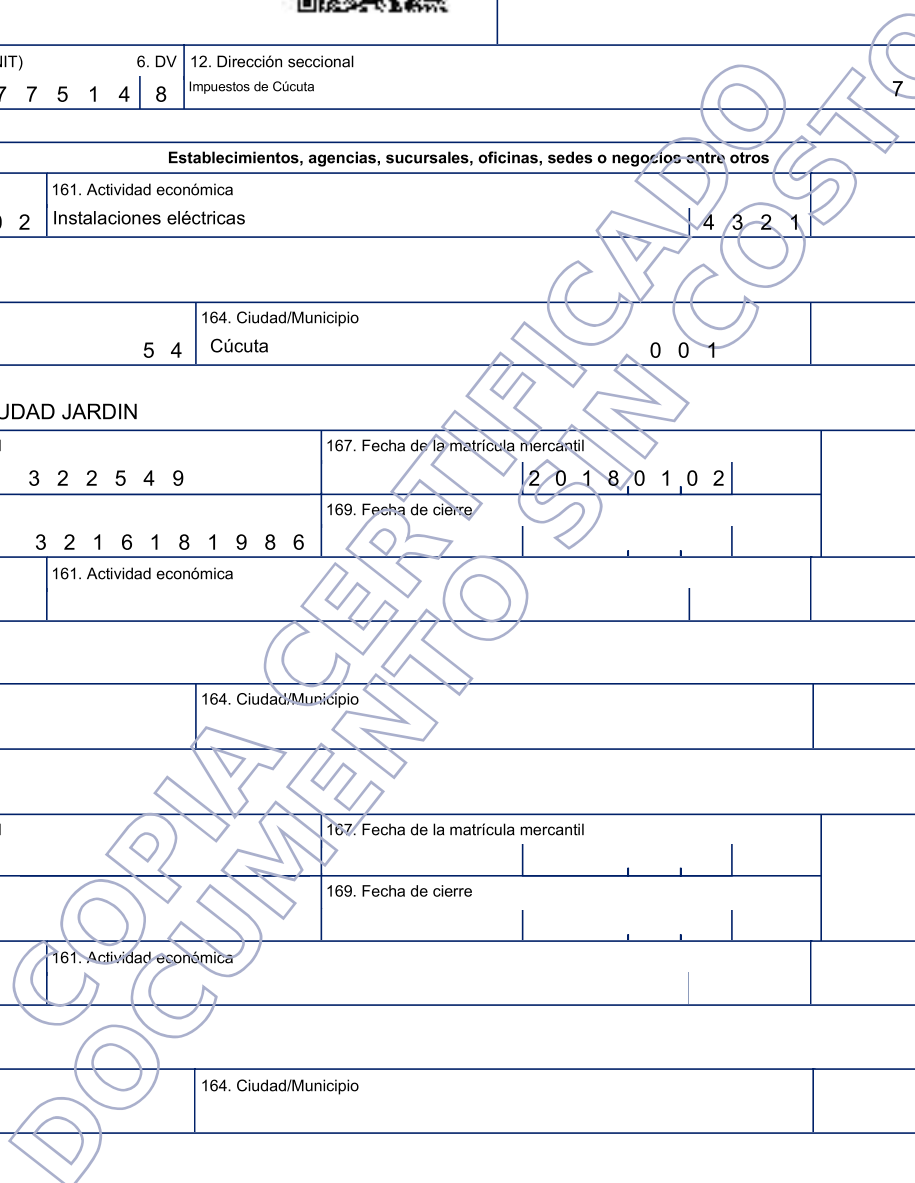 NIT) 6. DV 12. Dirección seccional
7 7 5 1 4 8 Impuestos de Cúcuta 7
Establecimientos, agencias, sucursales, oficinas, sedes o negocios entre otros
161. Actividad económica
0 2 Instalaciones eléctricas 4 3 2 1
164. Ciudad/Municipio
5 4 Cúcuta 0 0 1
UDAD JARDIN
167. Fecha de la matrícula mercantil
3 2 2 5 4 9 2 0 1 8 0 1 0 2
169. Fecha de cierre
3 2 1 6 1 8 1 9 8 6
161. Actividad económica
164. Ciudad/Municipio
167. Fecha de la matrícula mercantil
169. Fecha de cierre
161. Actividad económica
164. Ciudad/Municipio
COPIA CERTIFICADO
DOCUMENTO SIN COSTO